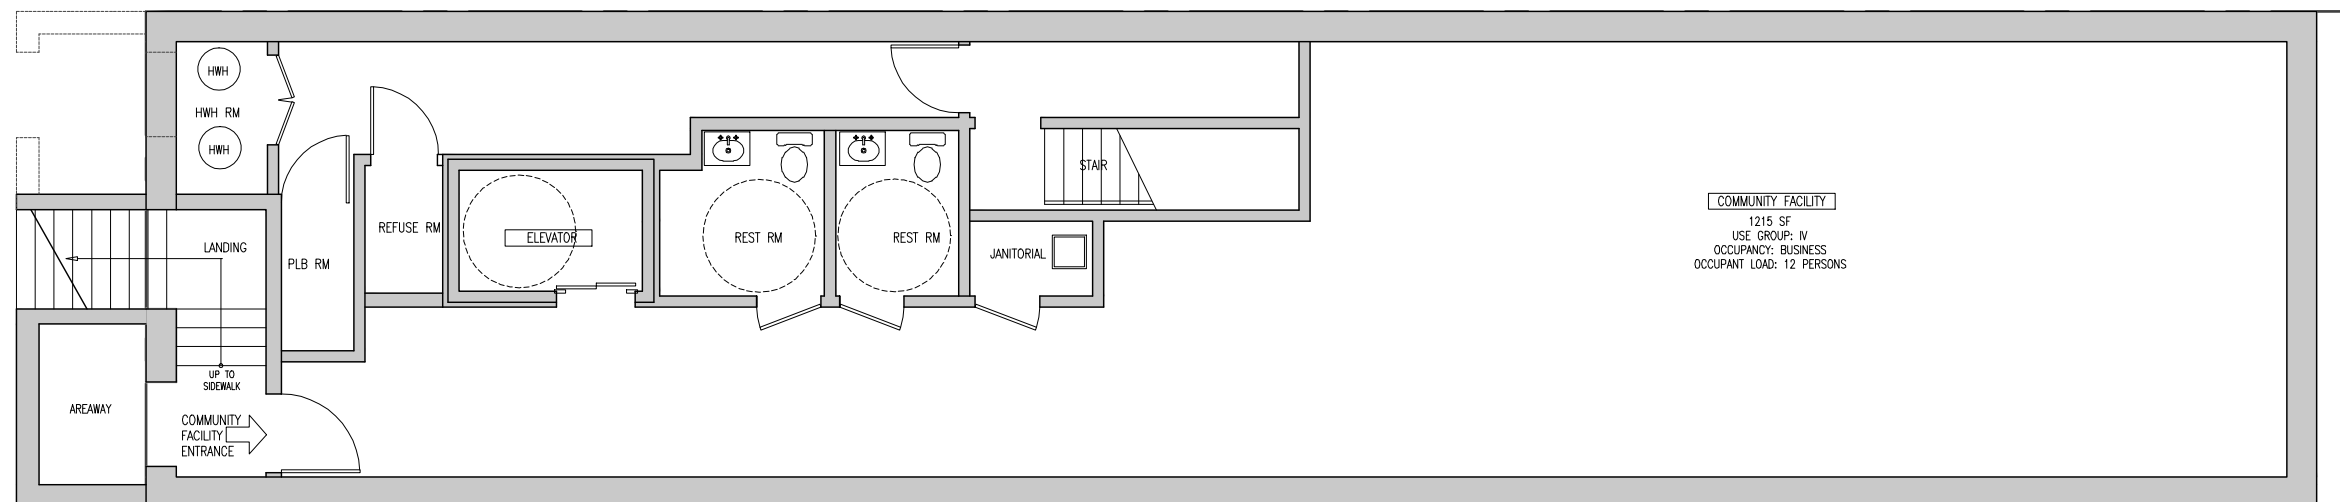 HWH
HWH RM
HWH
LANDING
PLB RM
REFUSE RM
ELEVATOR
REST RM
REST RM
JANITORIAL
STAIR
COMMUNITY FACILITY
1215 SF
USE GROUP: IV
OCCUPANCY: BUSINESS
OCCUPANT LOAD: 12 PERSONS
UP TO
SIDEWALK
AREAWAY
COMMUNITY
FACILITY
ENTRANCE